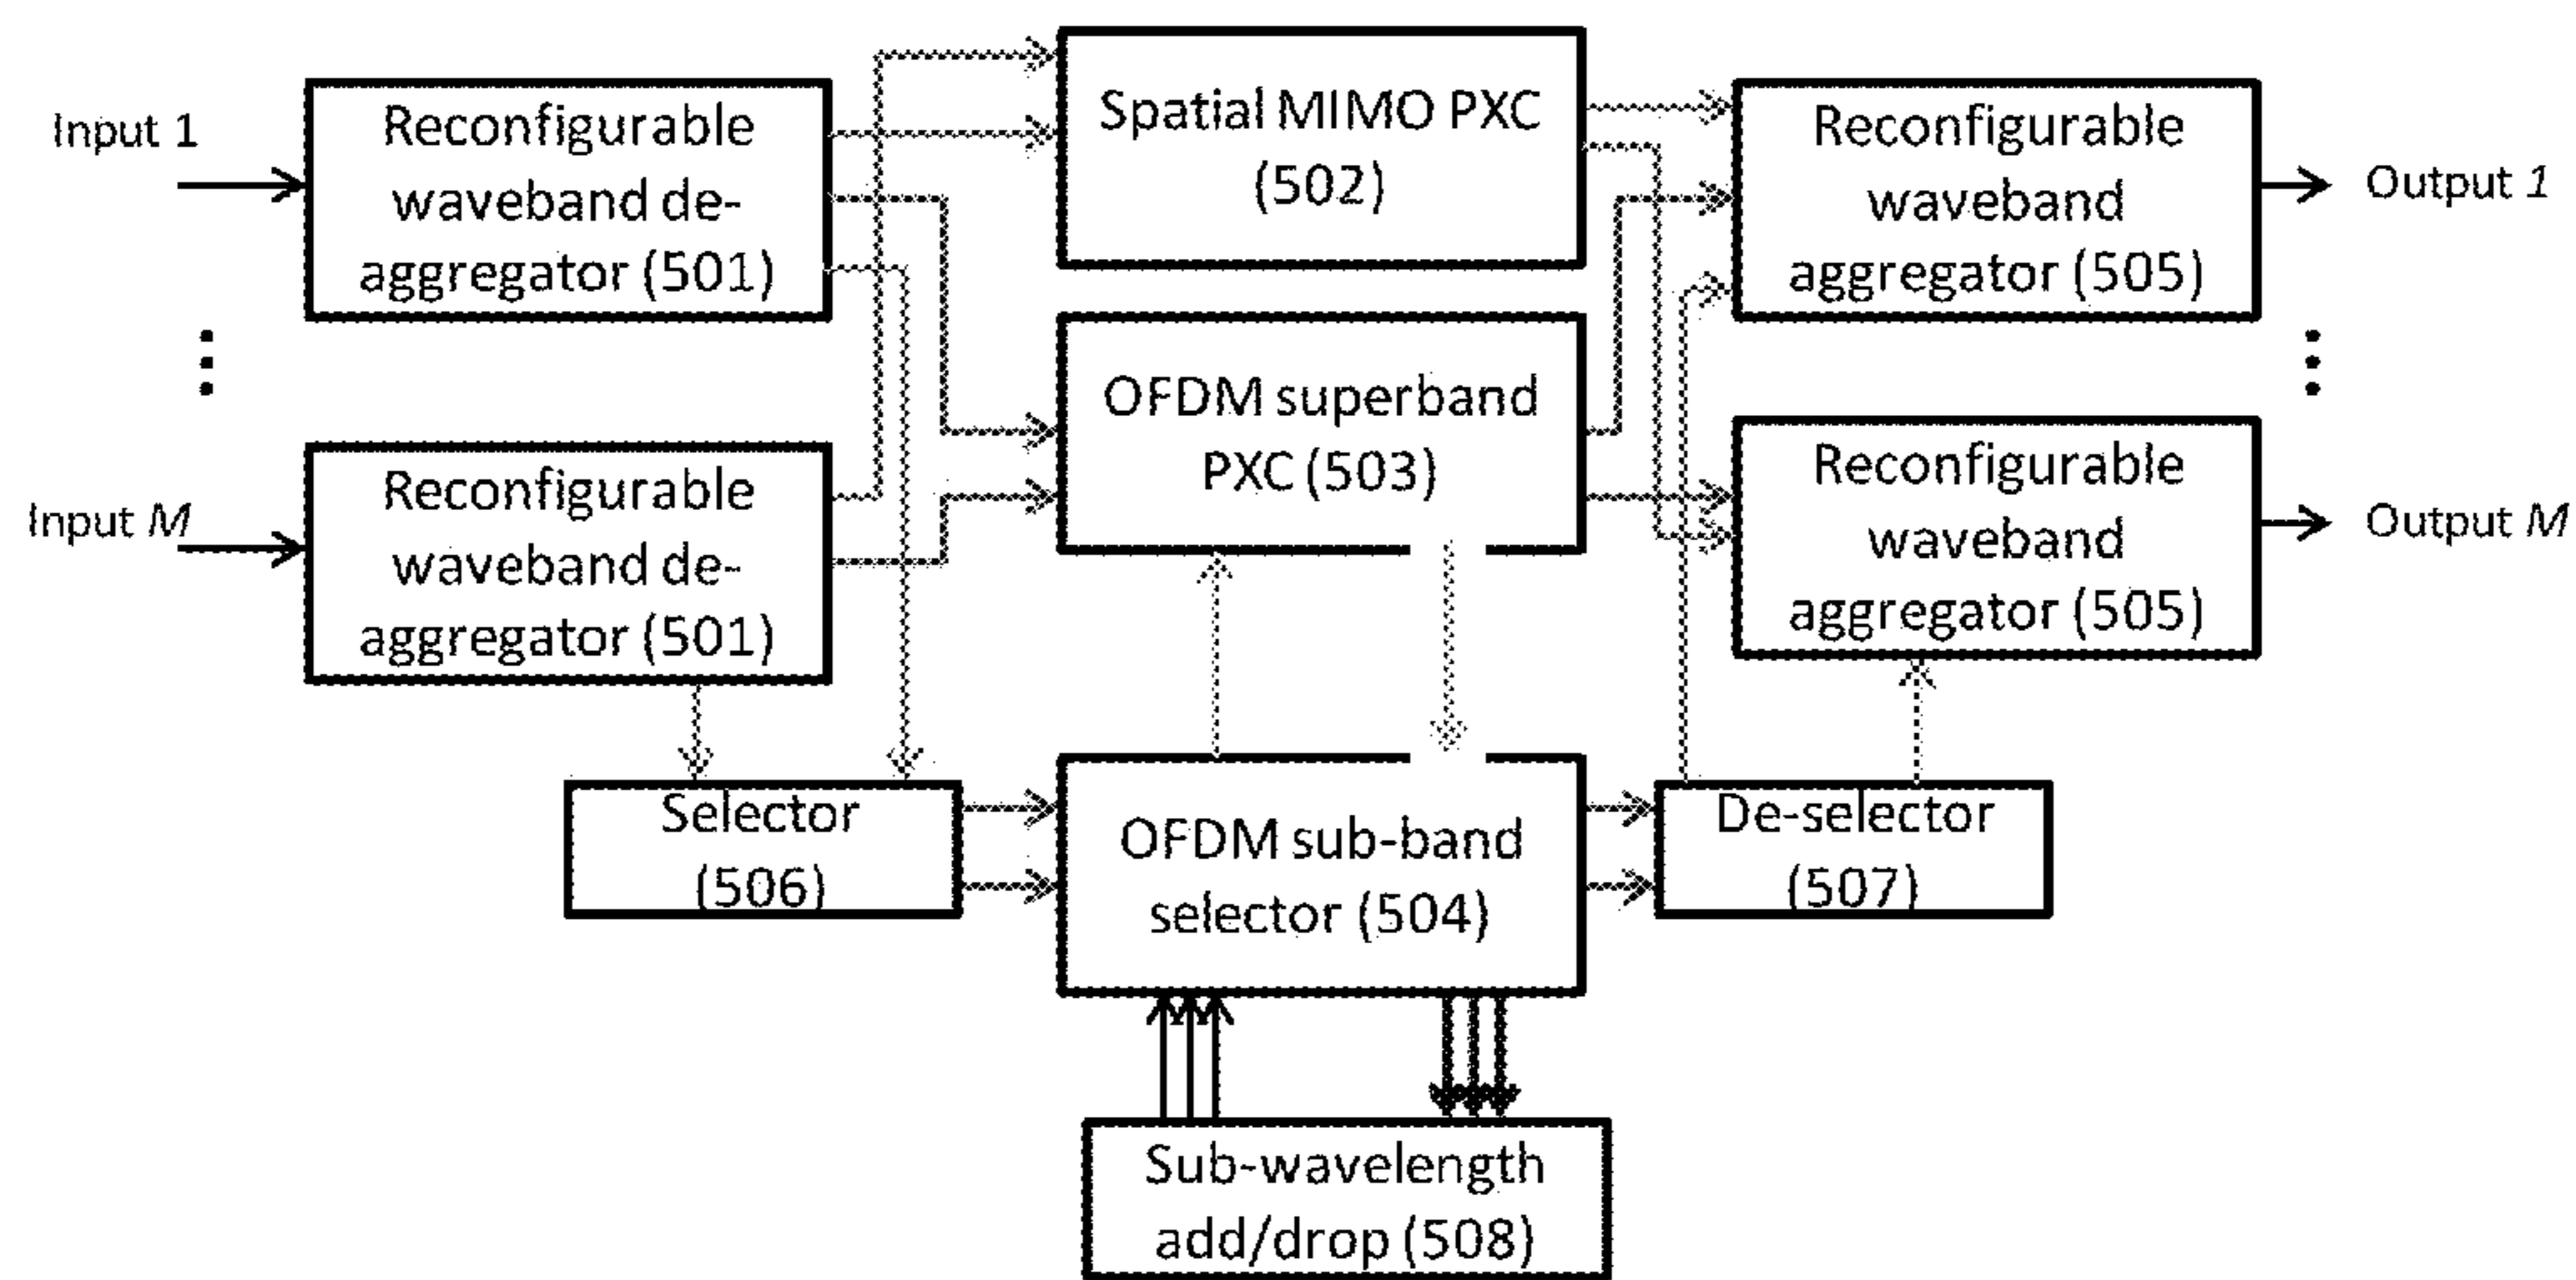 Input 1
Reconfigurable
waveband de-
aggregator (501)
Spatial MIMO PXC
(502)
Reconfigurable
waveband
aggregator (505)
Output 1
OFDM superband
PXC (503)
Input M
Reconfigurable
waveband de-
aggregator (501)
Reconfigurable
waveband
aggregator (505)
Output M
Selector
(506)
OFDM sub-band
selector (504)
De-selector
(507)
Sub-wavelength
add/drop (508)